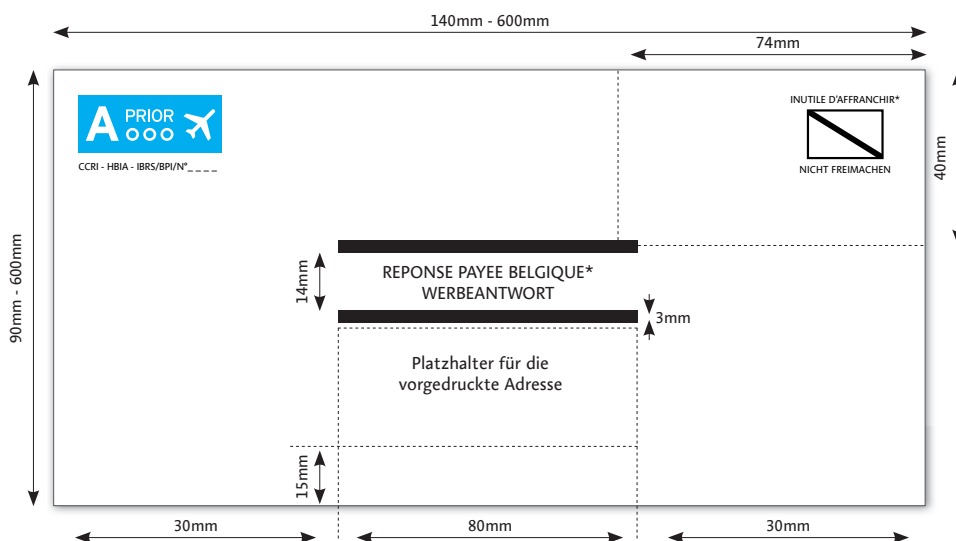 140mm - 600mm
74mm
A PRIOR
CCRI - HBIA - IBRS/BPI/N°_ _ _ _
INUTILE D'AFFRANCHIR*
NICHT FREIMACHEN
40mm
90mm - 600mm
14mm
REPONSE PAYEE BELGIQUE*
WERBEANTWORT
3mm
Platzhalter für die
vorgedruckte Adresse
15mm
30mm
80mm
30mm